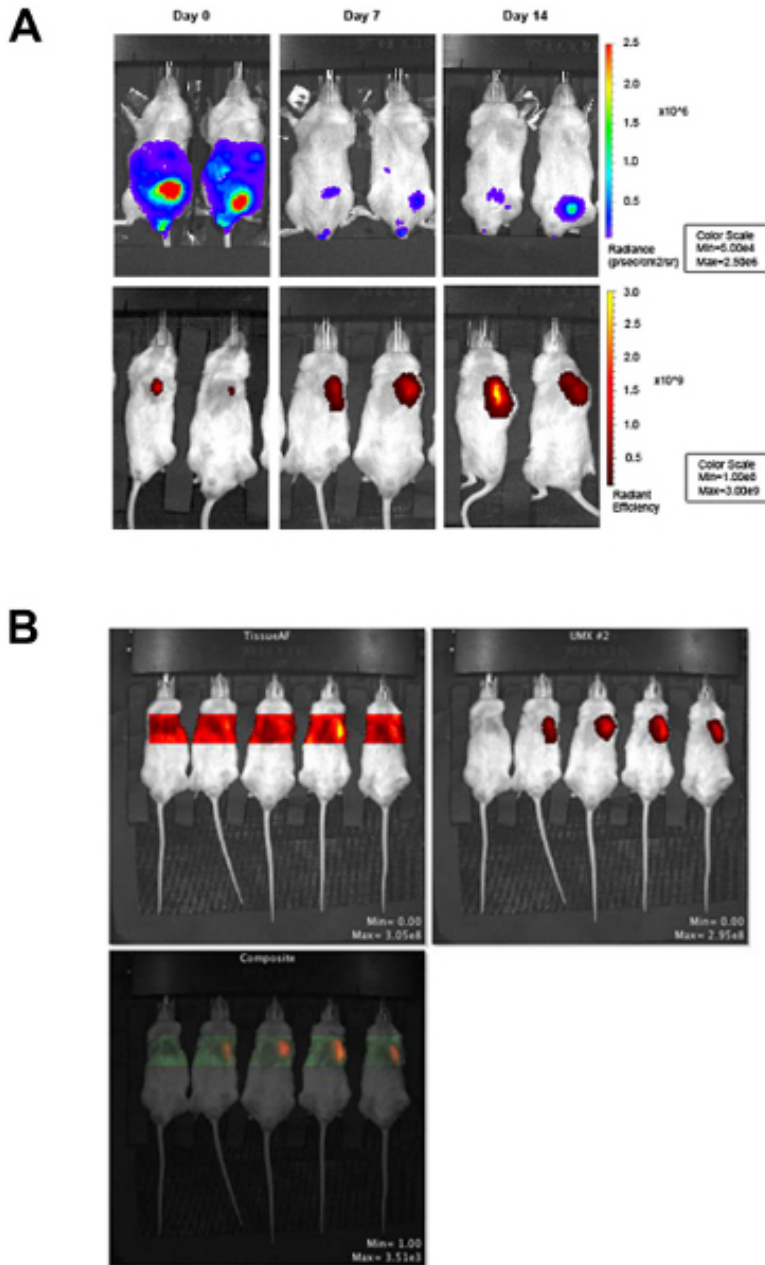 A
Day 0 Day 7 Day 14
2.5
2.0
x10^6
1.5
1.0
0.5
Radiance
(p/sec/cm2/sr)
Color Scale
Min=5.00e4
Max=2.50e6
3.0
2.5
2.0
x10^9
1.5
1.0
0.5
Radiant
Efficiency
Color Scale
Min=1.00e8
Max=3.00e9
B
TissueAF
Min= 0.00
Max= 3.05e8
UMX #2
Min= 0.00
Max= 2.95e8
Composite
Min= 1.00
Max= 3.51e3